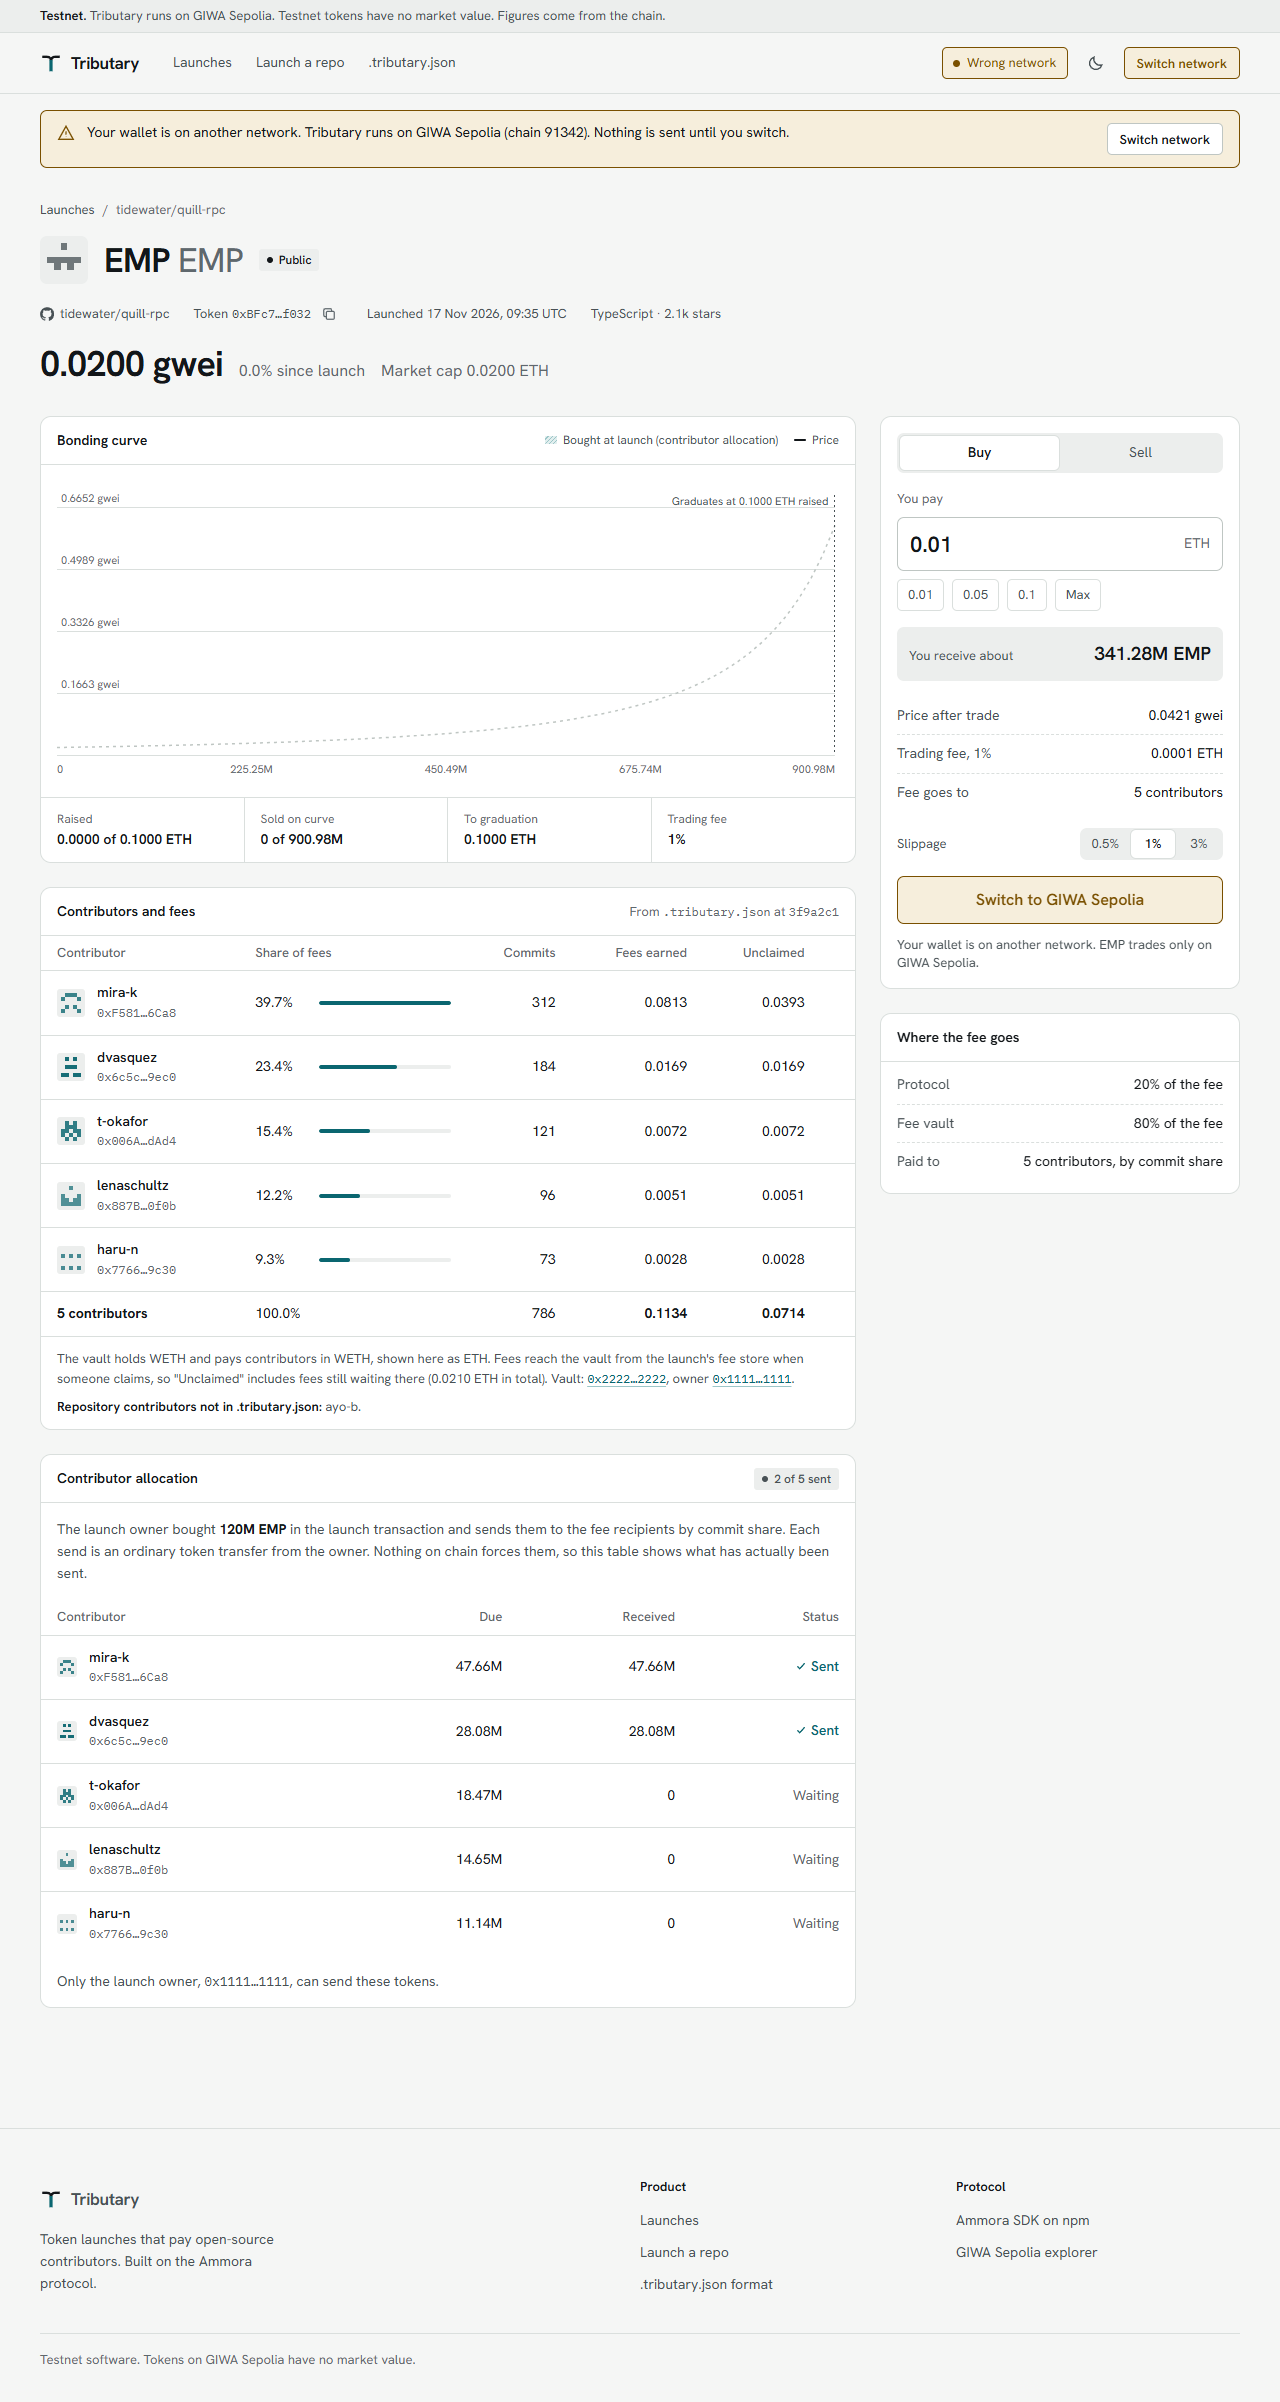 Testnet. Tributary runs on GIWA Sepolia. Testnet tokens have no market value. Figures come from the chain.
Tributary
Launches
Launch a repo
.tributary.json
Wrong network
Switch network
Your wallet is on another network. Tributary runs on GIWA Sepolia (chain 91342). Nothing is sent until you switch.
Switch network
Launches / tidewater/quill-rpc
EMP EMP
Public
tidewater/quill-rpc
Token 0xBFc7…f032
Launched 17 Nov 2026, 09:35 UTC
TypeScript · 2.1k stars
0.0200 gwei
0.0% since launch
Market cap 0.0200 ETH
Bonding curve
Bought at launch (contributor allocation)
Price
0.6652 gwei
Graduates at 0.1000 ETH raised
0.4989 gwei
0.3326 gwei
0.1663 gwei
0
225.25M
450.49M
675.74M
900.98M
Raised
0.0000 of 0.1000 ETH
Sold on curve
0 of 900.98M
To graduation
0.1000 ETH
Trading fee
1%
Buy
Sell
You pay
0.01
ETH
0.01
0.05
0.1
Max
You receive about
341.28M EMP
Price after trade
0.0421 gwei
Trading fee, 1%
0.0001 ETH
Fee goes to
5 contributors
Slippage
0.5%
1%
3%
Switch to GIWA Sepolia
Your wallet is on another network. EMP trades only on
GIWA Sepolia.
Where the fee goes
Protocol
20% of the fee
Fee vault
80% of the fee
Paid to
5 contributors, by commit share
Contributors and fees
From .tributary.json at 3f9a2c1
Contributor
Share of fees
Commits
Fees earned
Unclaimed
mira-k
0xF581…6Ca8
39.7%
312
0.0813
0.0393
dvasquez
0x6c5c…9ec0
23.4%
184
0.0169
0.0169
t-okafor
0x006A…dAd4
15.4%
121
0.0072
0.0072
lenaschultz
0x887B…0f0b
12.2%
96
0.0051
0.0051
haru-n
0x7766…9c30
9.3%
73
0.0028
0.0028
5 contributors
100.0%
786
0.1134
0.0714
The vault holds WETH and pays contributors in WETH, shown here as ETH. Fees reach the vault from the launch's fee store when
someone claims, so "Unclaimed" includes fees still waiting there (0.0210 ETH in total). Vault: 0x2222…2222, owner 0x1111…1111.
Repository contributors not in .tributary.json: ayo-b.
Contributor allocation
2 of 5 sent
The launch owner bought 120M EMP in the launch transaction and sends them to the fee recipients by commit share. Each
send is an ordinary token transfer from the owner. Nothing on chain forces them, so this table shows what has actually been
sent.
Contributor
Due
Received
Status
mira-k
0xF581…6Ca8
47.66M
47.66M
Sent
dvasquez
0x6c5c…9ec0
28.08M
28.08M
Sent
t-okafor
0x006A…dAd4
18.47M
0
Waiting
lenaschultz
0x887B…0f0b
14.65M
0
Waiting
haru-n
0x7766…9c30
11.14M
0
Waiting
Only the launch owner, 0x1111…1111, can send these tokens.
Tributary
Token launches that pay open-source
contributors. Built on the Ammora
protocol.
Product
Launches
Launch a repo
.tributary.json format
Protocol
Ammora SDK on npm
GIWA Sepolia explorer
Testnet software. Tokens on GIWA Sepolia have no market value.